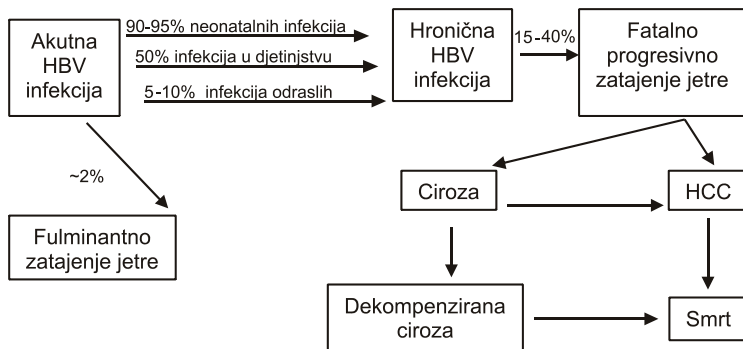 Akutna
HBV
infekcija
90-95% neonatalnih infekcija
50% infekcija u djetinjstvu
5-10% infekcija odraslih
Hronična
HBV
infekcija
15-40%
Fatalno
progresivno
zatajenje jetre
~2%
Fulminantno
zatajenje jetre
Ciroza
HCC
Dekompenzirana
ciroza
Smrt